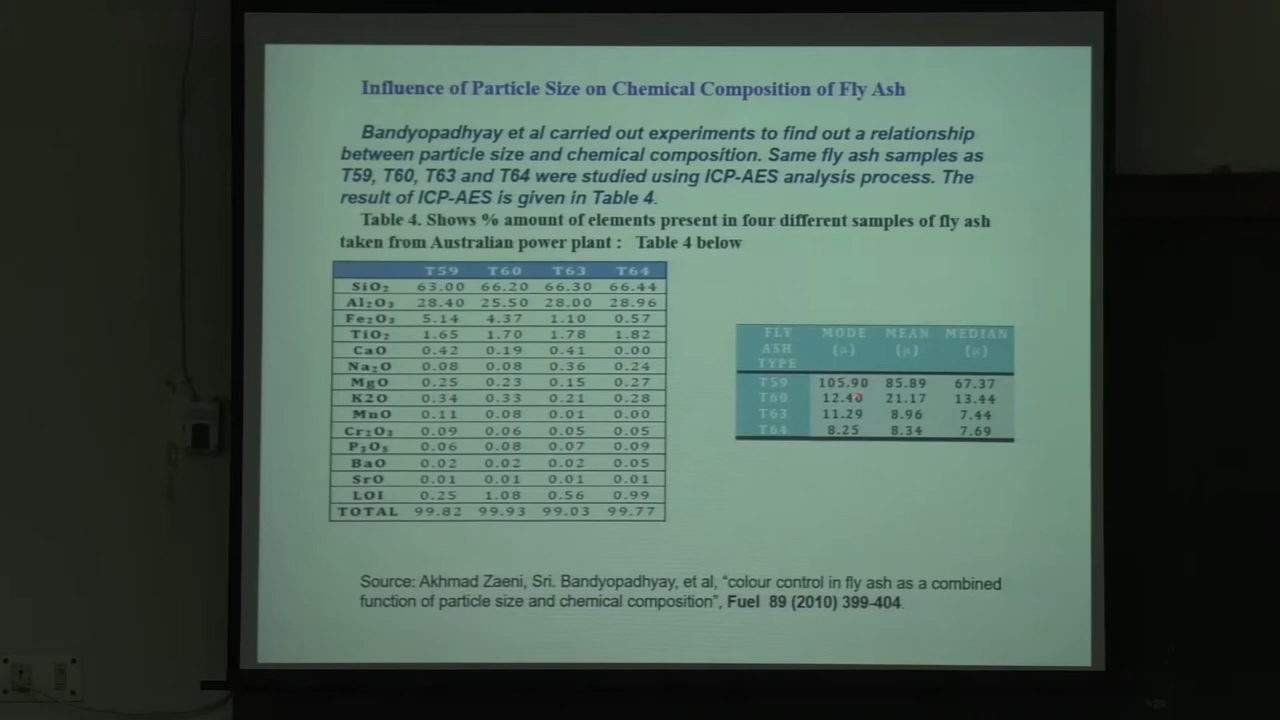 Influence of Particle Size on Chemical Composition of Fly Ash
Bandyopadhyay et al carried out experiments to find out a relationship
between particle size and chemical composition. Same fly ash samples as
T59, T60, T63 and T64 were studied using ICP-AES analysis process. The
result of ICP-AES is given in Table 4.
Table 4. Shows % amount of elements present in four different samples of fly ash
taken from Australian power plant : Table 4 below
T59 T60 T63 T64
SiO₂ 63.00 66.20 66.30 66.44
Al₂O₃ 28.40 25.50 28.00 28.96
Fe₂O₃ 5.14 4.37 1.10 0.57
TiO₂ 1.65 1.70 1.78 1.82
CaO 0.42 0.19 0.41 0.00
Na₂O 0.08 0.08 0.36 0.24
MgO 0.25 0.23 0.15 0.27
K2O 0.34 0.33 0.21 0.28
MnO 0.11 0.08 0.01 0.00
Cr₂O₃ 0.09 0.06 0.05 0.05
P₃O₅ 0.06 0.08 0.07 0.09
BaO 0.02 0.02 0.02 0.05
SrO 0.01 0.01 0.01 0.01
LOI 0.25 1.08 0.56 0.99
TOTAL 99.82 99.93 99.03 99.77
FLY MODE MEAN MEDIAN
ASH (μ) (μ) (μ)
TYPE
T59 105.90 85.89 67.37
T60 12.40 21.17 13.44
T63 11.29 8.96 7.44
T64 8.25 8.34 7.69
Source: Akhmad Zaeni, Sri. Bandyopadhyay, et al, “colour control in fly ash as a combined
function of particle size and chemical composition”, Fuel 89 (2010) 399-404.